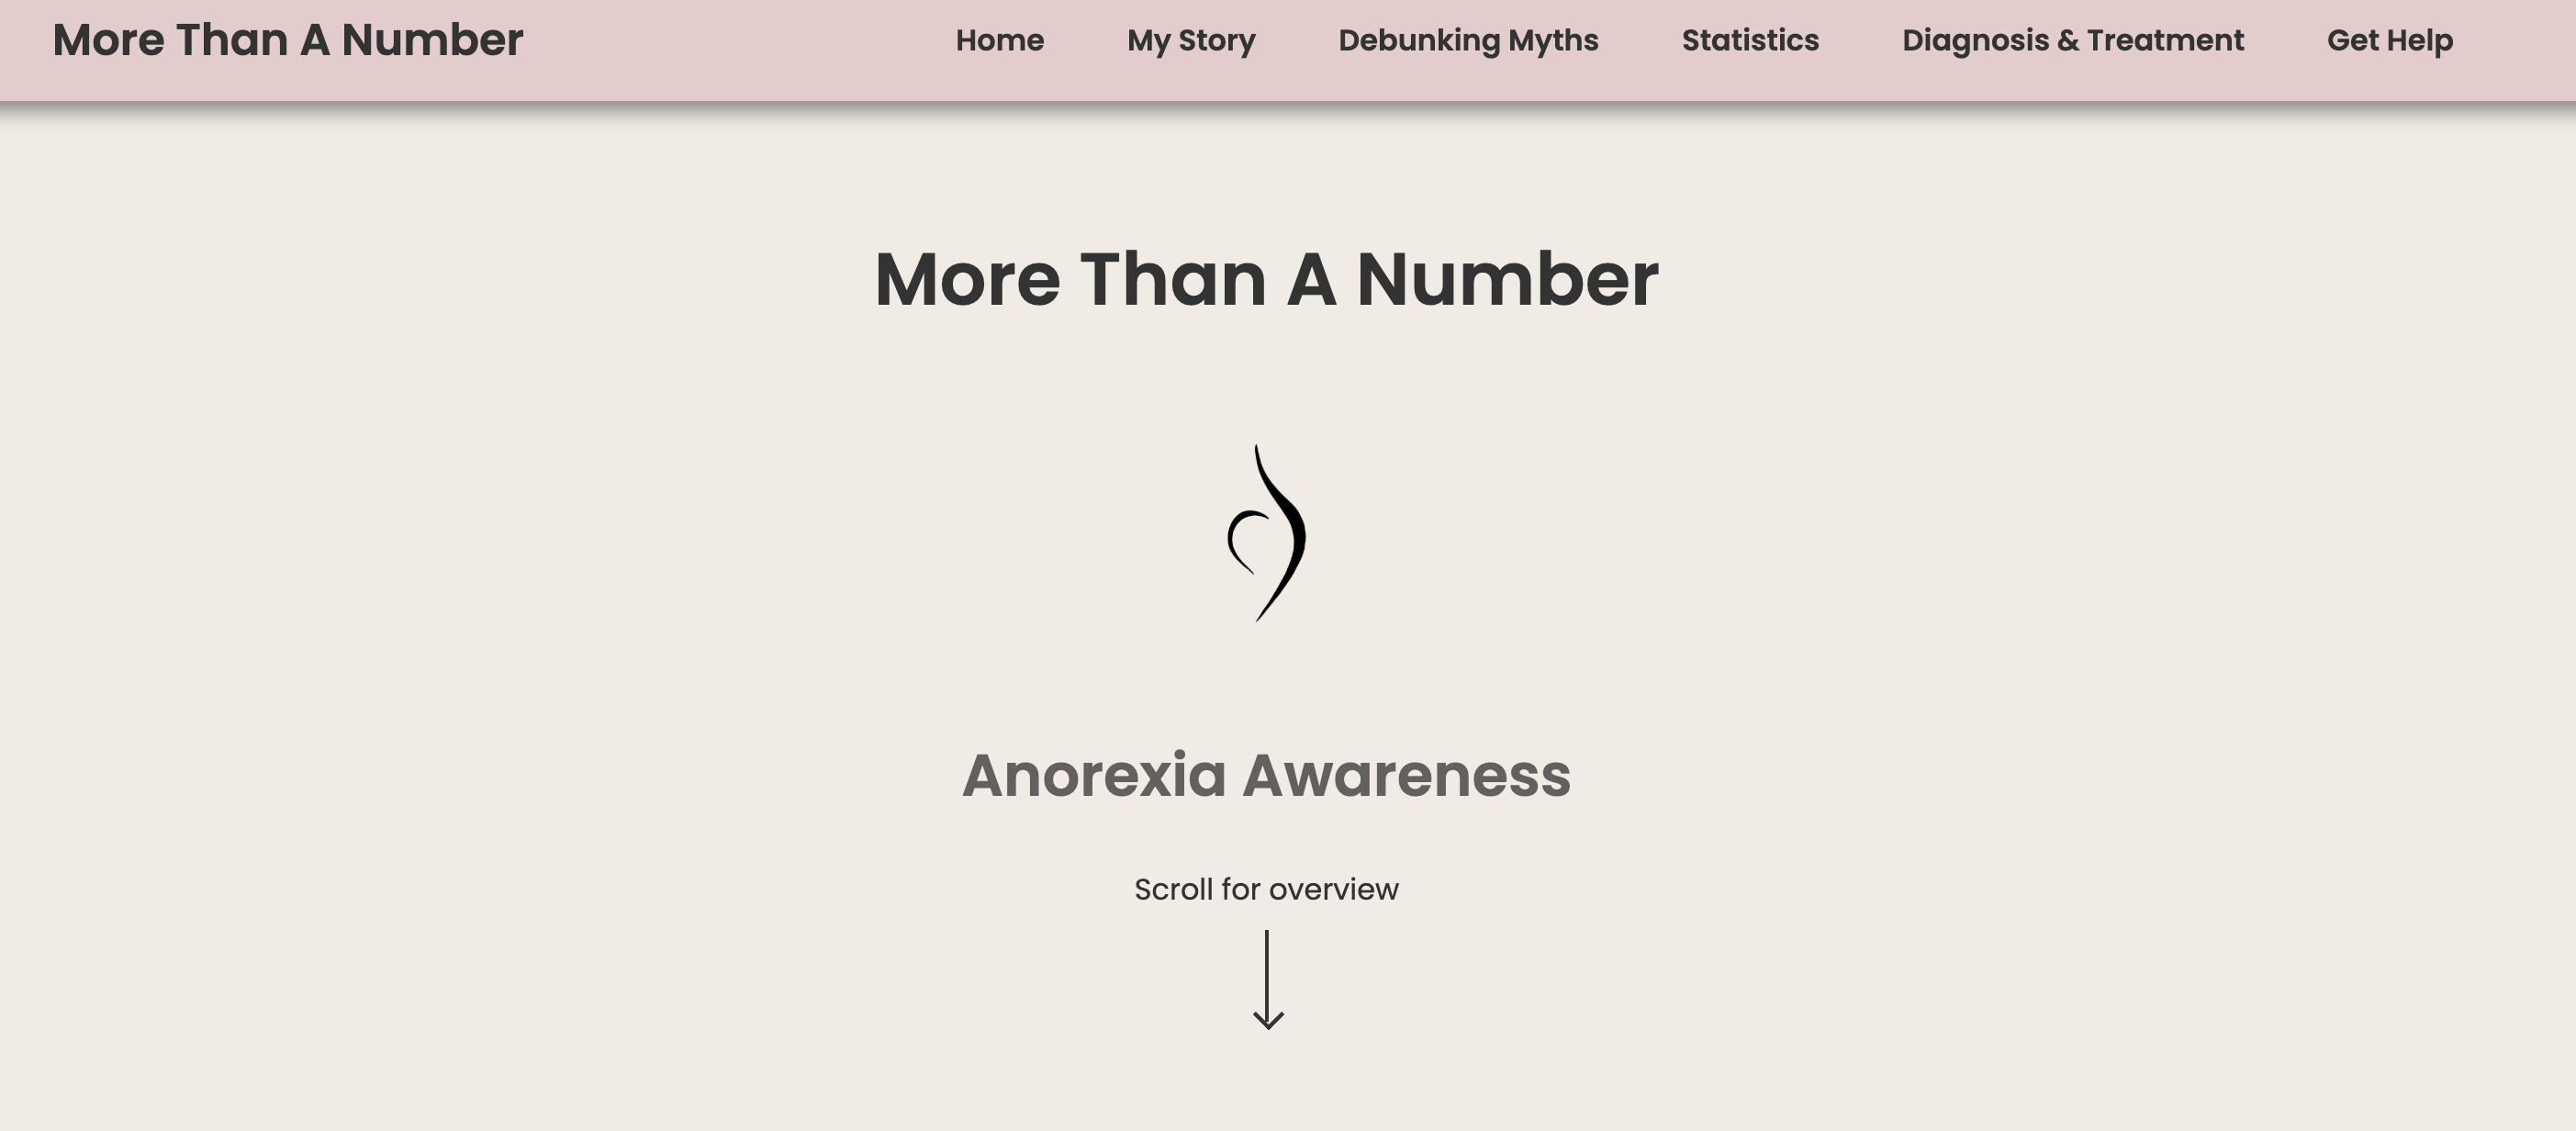 More Than A Number
Home My Story Debunking Myths Statistics Diagnosis & Treatment Get Help
More Than A Number
Anorexia Awareness
Scroll for overview